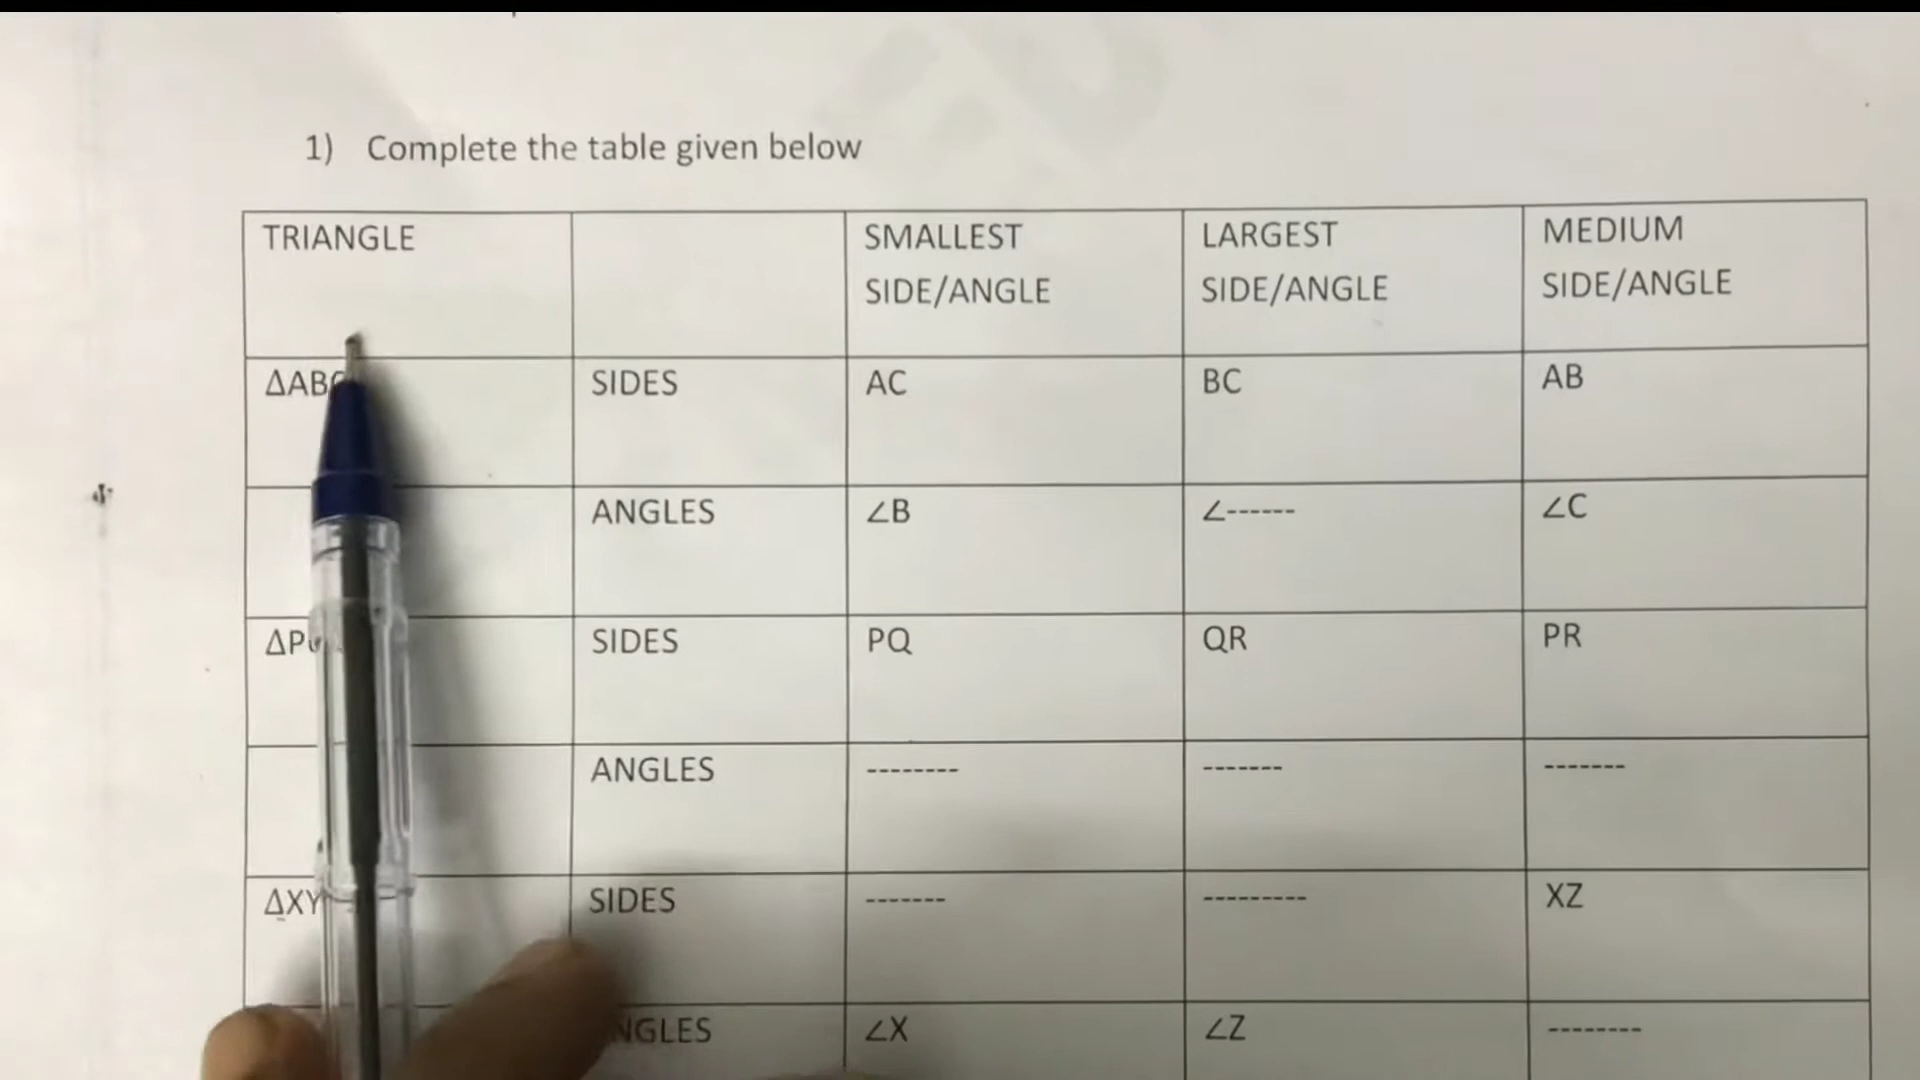 1) Complete the table given below
TRIANGLE
SMALLEST
SIDE/ANGLE
LARGEST
SIDE/ANGLE
MEDIUM
SIDE/ANGLE
SIDES
AC
BC
AB
ANGLES
∠B
∠------
∠C
SIDES
PQ
QR
PR
ANGLES
--------
-------
-------
SIDES
-------
---------
XZ
∠X
∠Z
--------